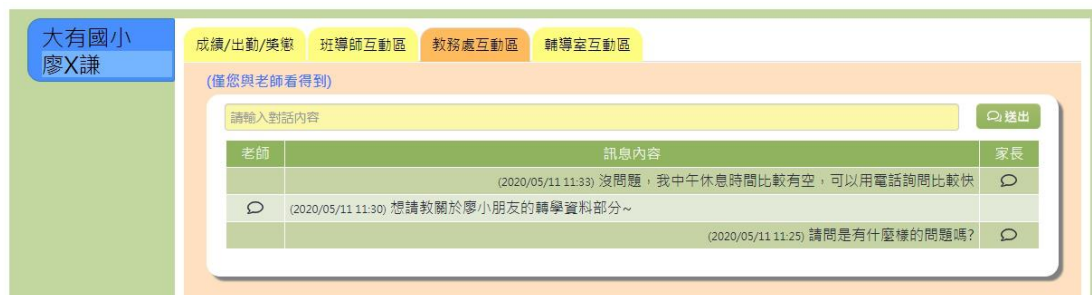 大有國小
廖X謙
成績/出勤/獎懲 班導師互動區 教務處互動區 輔導室互動區
(僅您與老師看得到)
請輸入對話內容 送出
老師 訊息內容 家長
(2020/05/11 11:33) 沒問題，我中午休息時間比較有空，可以用電話詢問比較快
(2020/05/11 11:30) 想請教關於廖小朋友的轉學資料部分~
(2020/05/11 11:25) 請問是有什麼樣的問題嗎?